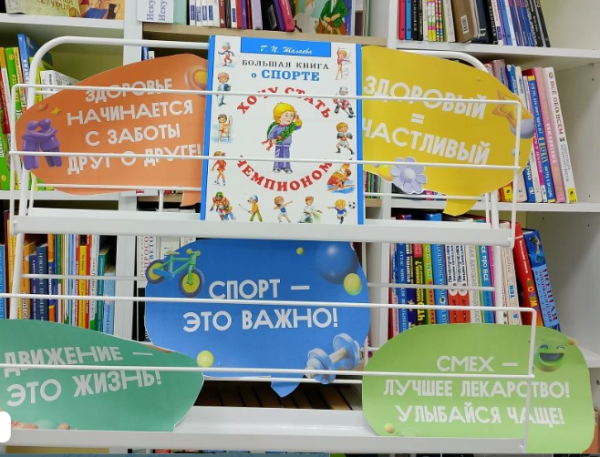 ЗДОРОВЬЕ
НАЧИНАЕТСЯ
С ЗАБОТЫ
ДРУГ О ДРУГЕ!
Г. П. Шалаева
БОЛЬШАЯ КНИГА
о СПОРТЕ
ХОЧУ СТАТЬ
ЧЕМПИОНОМ
ЗДОРОВЫЙ
=
СЧАСТЛИВЫЙ
СПОРТ —
ЭТО ВАЖНО!
ДВИЖЕНИЕ —
ЭТО ЖИЗНЬ!
СМЕХ —
ЛУЧШЕЕ ЛЕКАРСТВО!
УЛЫБАЙСЯ ЧАЩЕ!